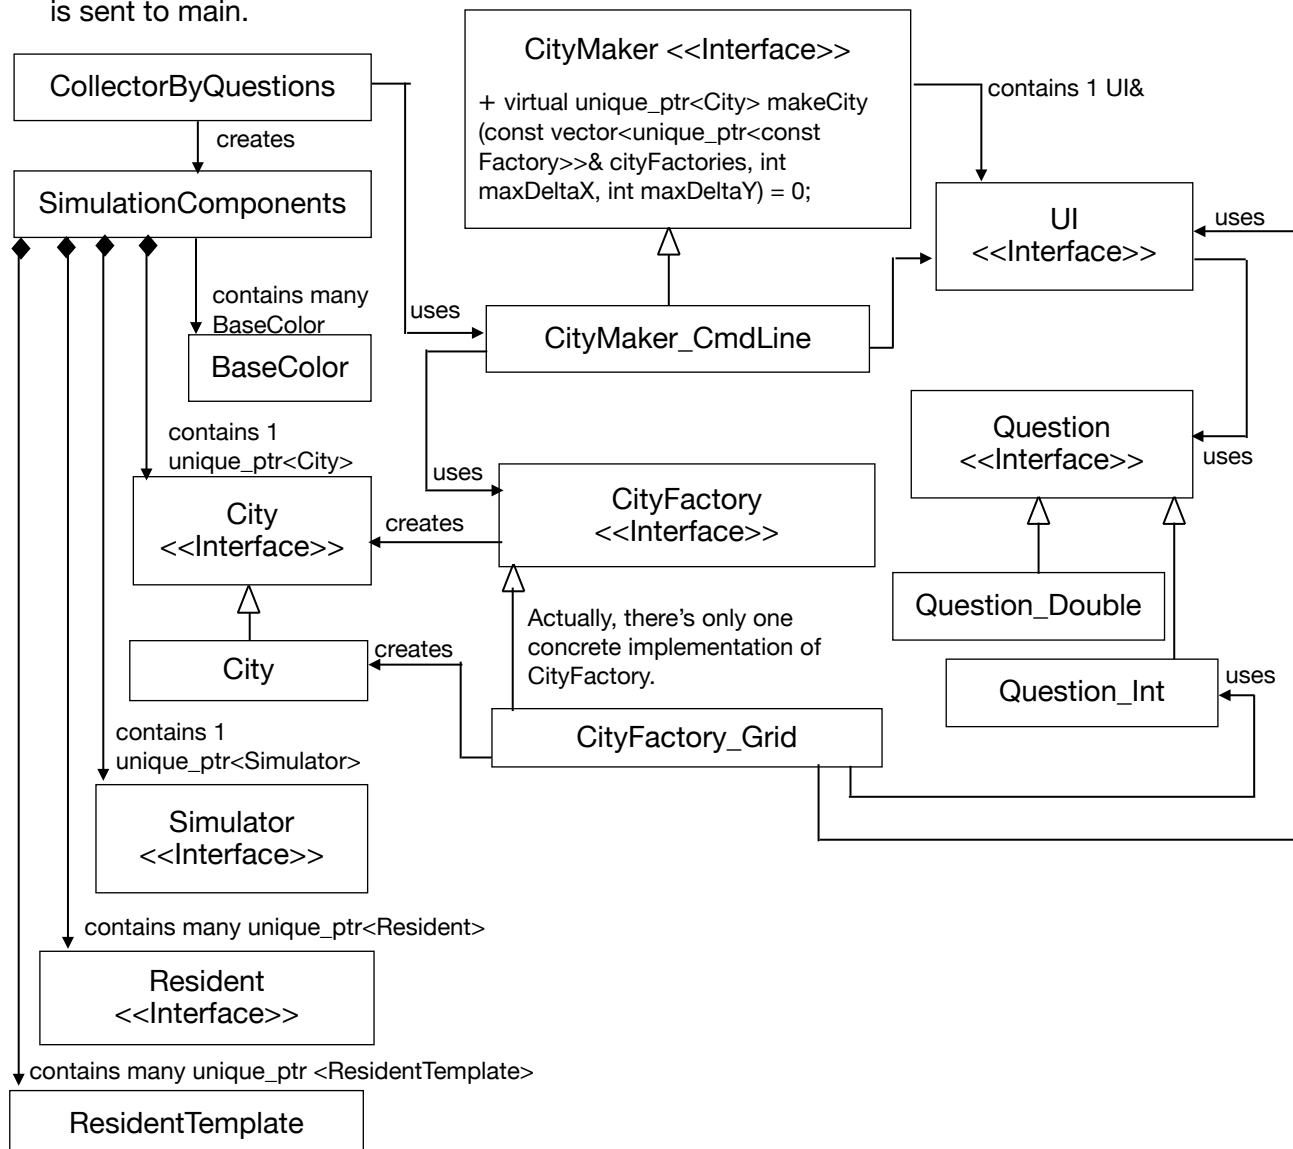 is sent to main.
CollectorByQuestions
creates
SimulationComponents
contains many
BaseColor
BaseColor
contains 1
unique_ptr<City>
City
<<Interface>>
City
contains 1
unique_ptr<Simulator>
Simulator
<<Interface>>
contains many unique_ptr<Resident>
Resident
<<Interface>>
contains many unique_ptr <ResidentTemplate>
ResidentTemplate
CityMaker <<Interface>>
+ virtual unique_ptr<City> makeCity
(const vector<unique_ptr<const
Factory>>& cityFactories, int
maxDeltaX, int maxDeltaY) = 0;
uses
CityMaker_CmdLine
uses
CityFactory
<<Interface>>
creates
Actually, there’s only one
concrete implementation of
CityFactory.
creates
CityFactory_Grid
contains 1 UI&
UI
<<Interface>>
uses
Question
<<Interface>>
uses
Question_Double
Question_Int
uses